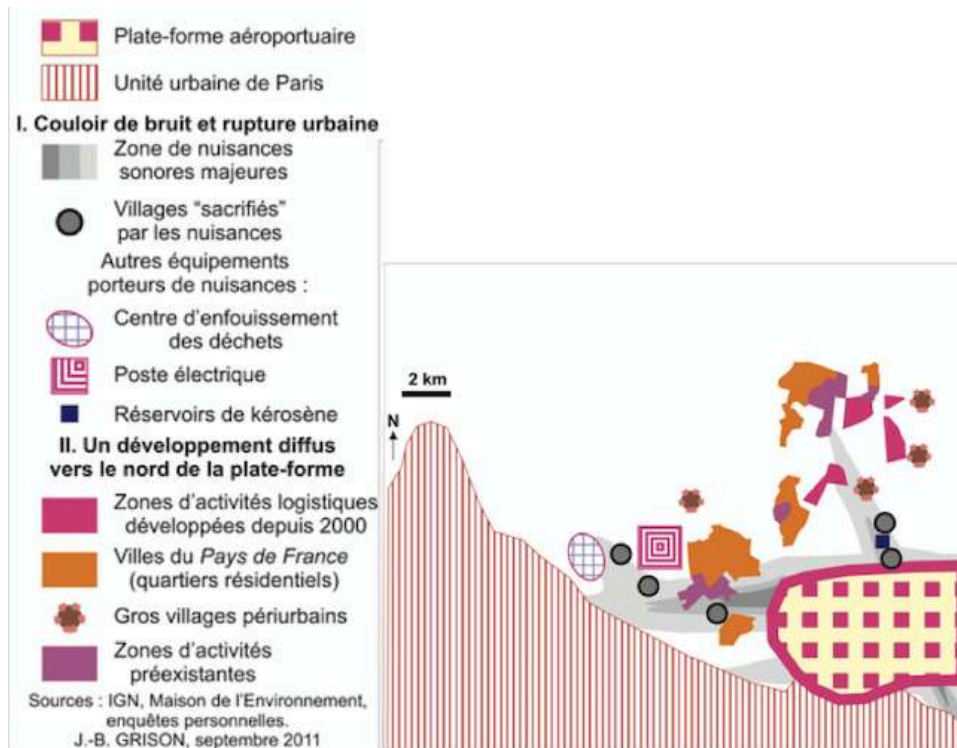 Plate-forme aéroportuaire
Unité urbaine de Paris
I. Couloir de bruit et rupture urbaine
Zone de nuisances
sonores majeures
Villages "sacrifiés"
par les nuisances
Autres équipements
porteurs de nuisances :
Centre d'enfouissement
des déchets
Poste électrique
Réservoirs de kérosène
II. Un développement diffus
vers le nord de la plate-forme
Zones d'activités logistiques
développées depuis 2000
Villes du Pays de France
(quartiers résidentiels)
Gros villages périurbains
Zones d'activités
préexistantes
Sources : IGN, Maison de l'Environnement,
enquêtes personnelles.
J.-B. GRISON, septembre 2011
2 km
N